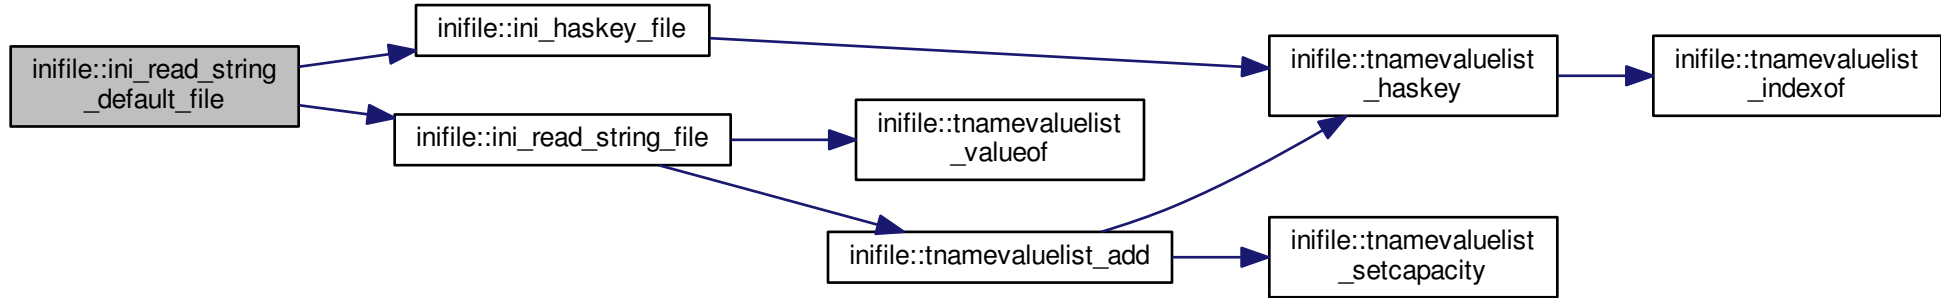 inifile::ini_read_string
_default_file
inifile::ini_haskey_file
inifile::ini_read_string_file
inifile::tnamevaluelist
_valueof
inifile::tnamevaluelist_add
inifile::tnamevaluelist
_haskey
inifile::tnamevaluelist
_setcapacity
inifile::tnamevaluelist
_indexof